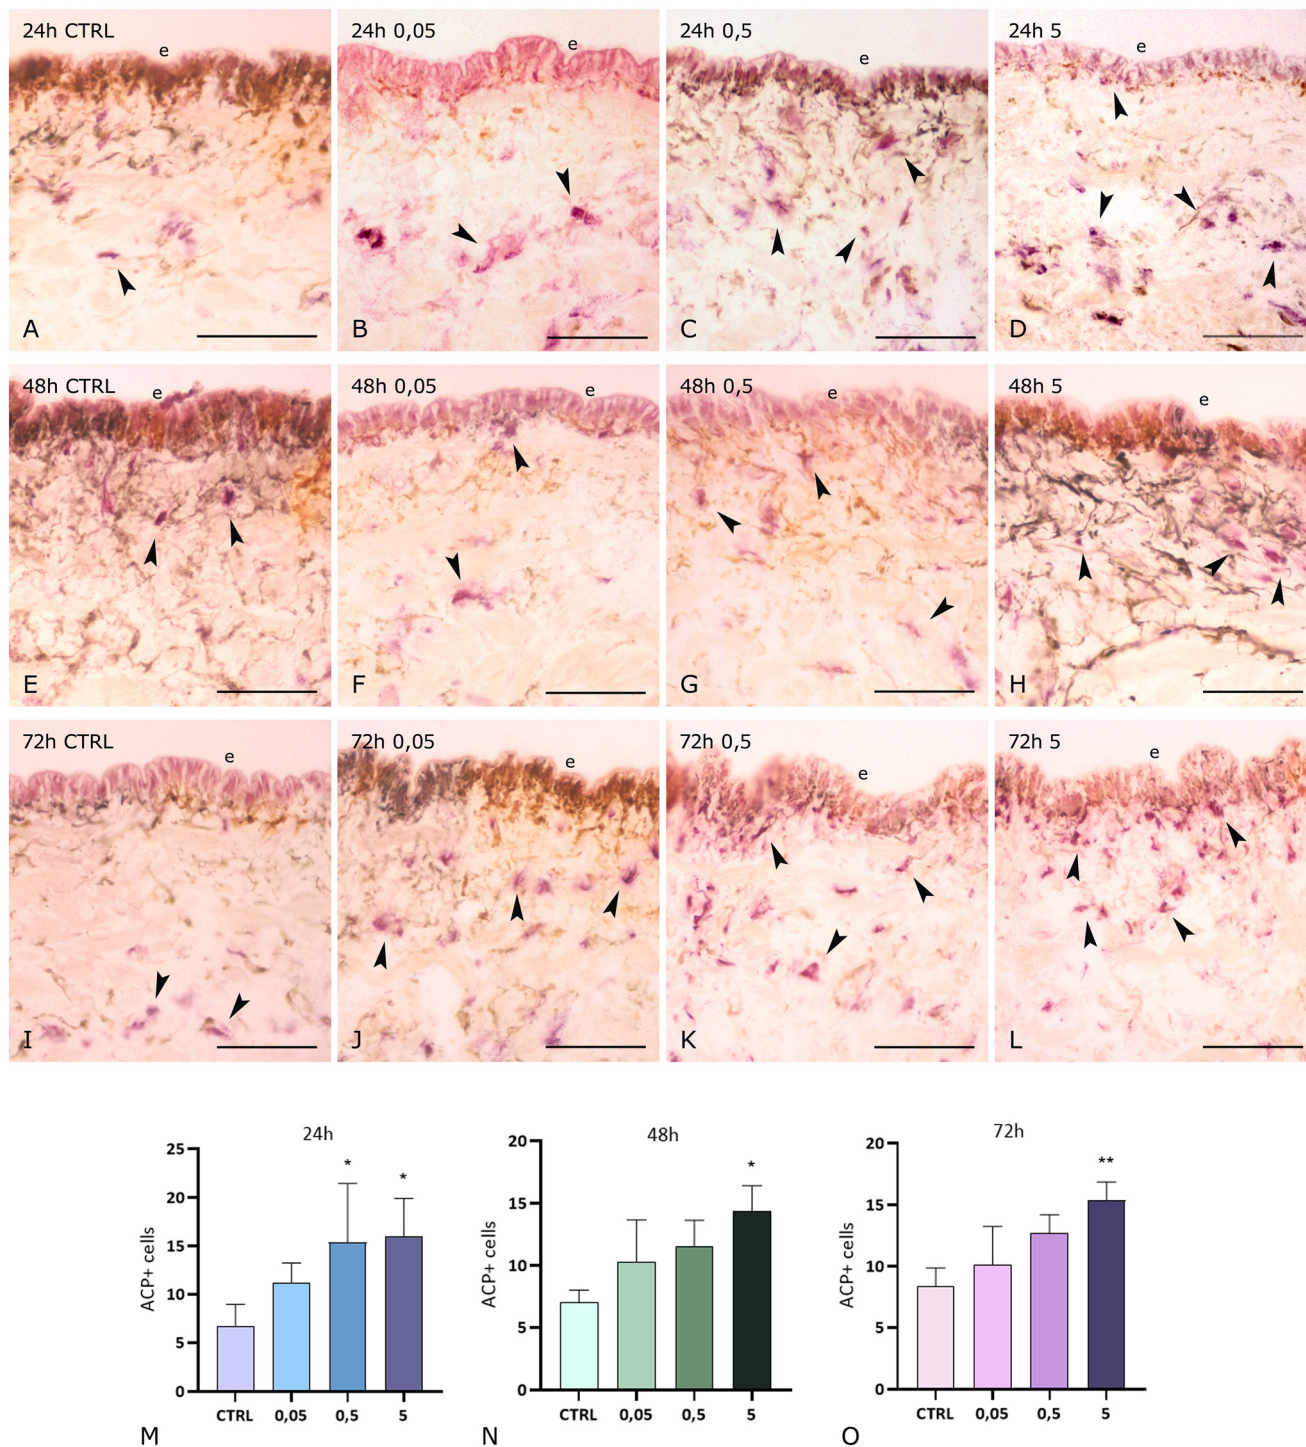 24h CTRL
e
A
24h 0,05
e
B
24h 0,5
e
C
24h 5
e
D
48h CTRL
e
E
48h 0,05
e
F
48h 0,5
e
G
48h 5
e
H
72h CTRL
e
I
72h 0,05
e
J
72h 0,5
e
K
72h 5
e
L
24h
25
20
15
10
5
0
ACP+ cells
* *
CTRL 0,05 0,5 5
M
48h
20
15
10
5
0
ACP+ cells
*
CTRL 0,05 0,5 5
N
72h
20
15
10
5
0
ACP+ cells
**
CTRL 0,05 0,5 5
O